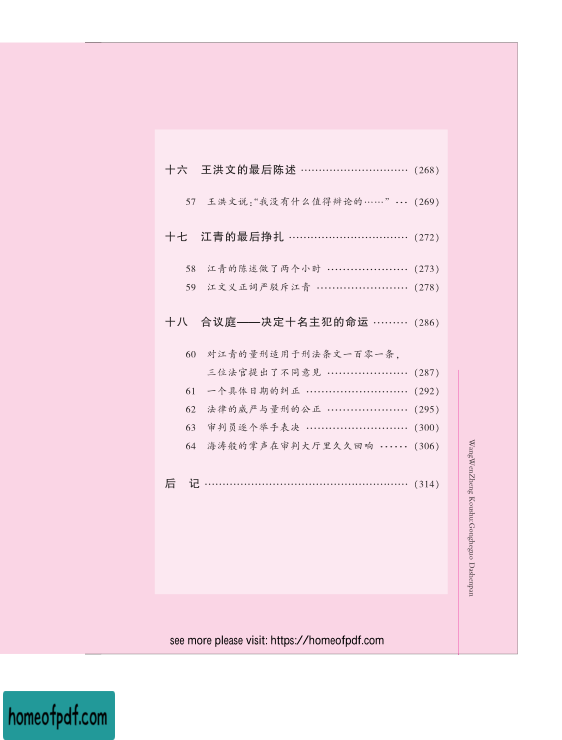 十六 王洪文的最后陈述 ······························ (268)
57 王洪文说:“我没有什么值得辩论的······” ··· (269)
十七 江青的最后挣扎 ································· (272)
58 江青的陈述做了两个小时 ······················ (273)
59 江文义正词严驳斥江青 ························· (278)
十八 合议庭——决定十名主犯的命运 ········· (286)
60 对江青的量刑适用于刑法条文一百零一条,
三位法官提出了不同意见 ······················ (287)
61 一个具体日期的纠正 ···························· (292)
62 法律的威严与量刑的公正 ······················ (295)
63 审判员逐个举手表决 ···························· (300)
64 海涛般的掌声在审判大厅里久久回响 ······ (306)
后 记 ························································· (314)
WangWenZheng Koushu:Gongheguo Dashenpan
see more please visit: https://homeofpdf.com
homeofpdf.com